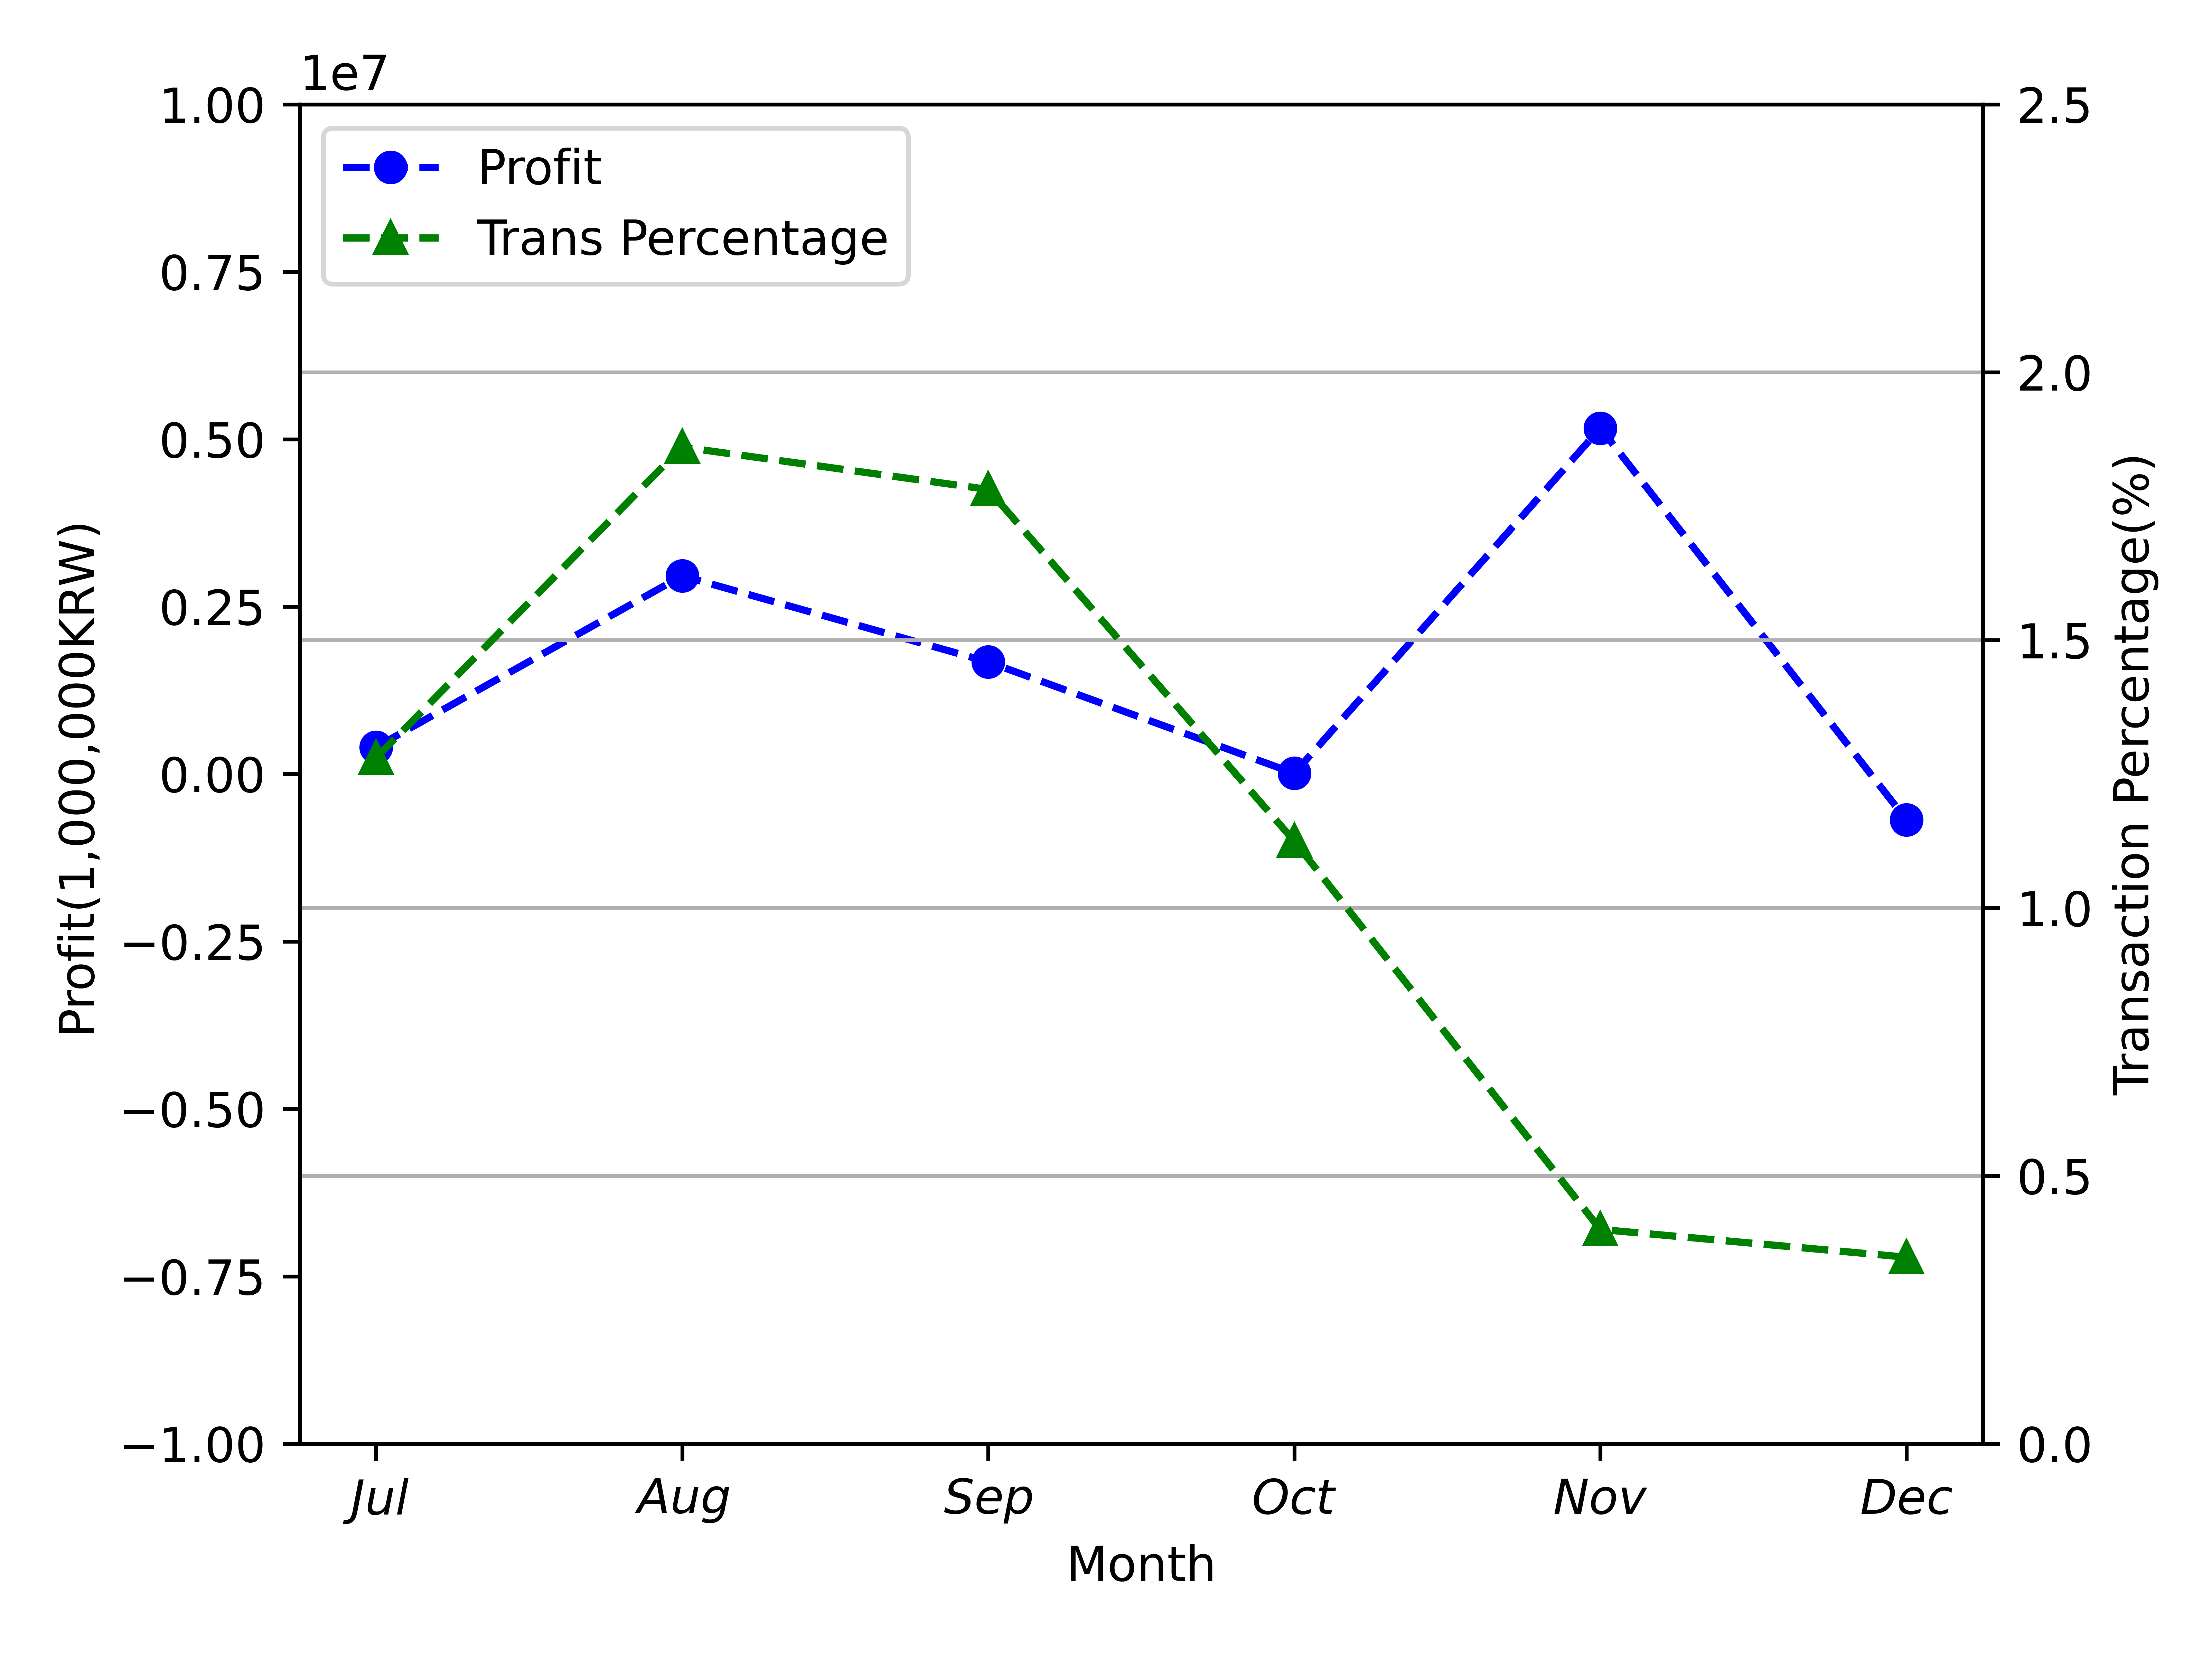 1e7
1.00
0.75
0.50
0.25
0.00
−0.25
−0.50
−0.75
−1.00
Profit(1,000,000KRW)
Profit
Trans Percentage
2.5
2.0
1.5
1.0
0.5
0.0
Transaction Percentage(%)
Jul Aug Sep Oct Nov Dec
Month